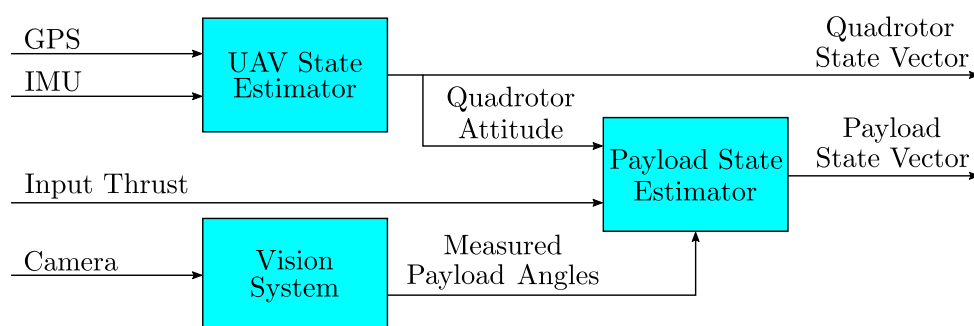 GPS
IMU
UAV State
Estimator
Quadrotor
State Vector
Quadrotor
Attitude
Payload State
Estimator
Payload
State Vector
Input Thrust
Camera
Vision
System
Measured
Payload Angles